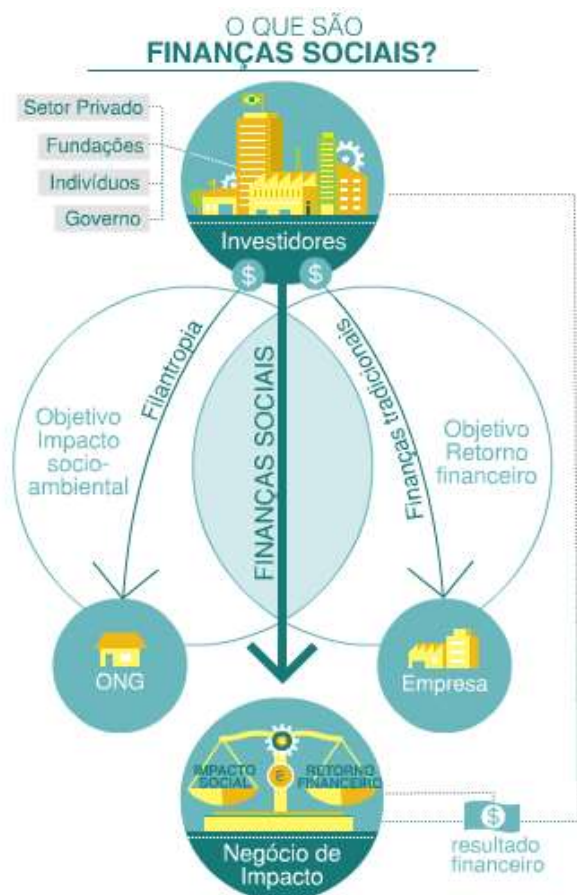 O QUE SÃO
FINANÇAS SOCIAIS?
Setor Privado
Fundações
Indivíduos
Governo
Investidores
$
$
Filantropia
FINANÇAS SOCIAIS
Finanças tradicionais
Objetivo
Impacto
socio-
ambiental
Objetivo
Retorno
financeiro
ONG
Empresa
IMPACTO
SOCIAL
E
RETORNO
FINANCEIRO
Negócio de
Impacto
$
resultado
financeiro